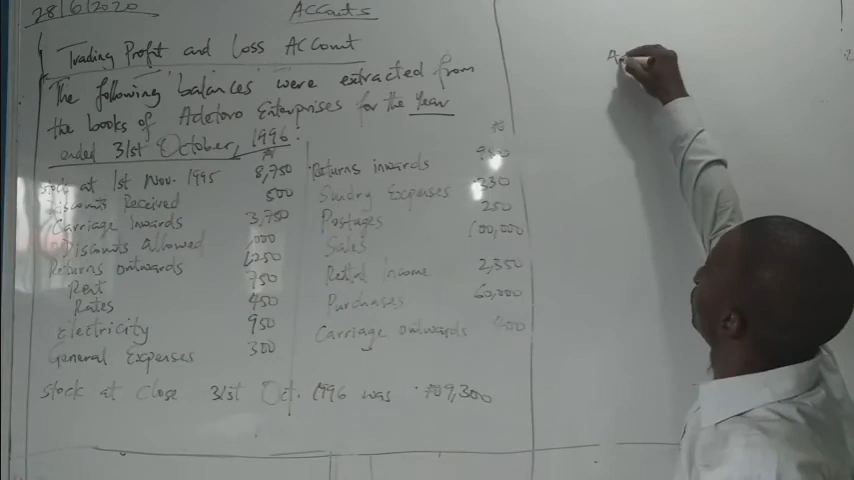 28/6/2020
Accounts
Trading Profit and Loss Account
The following balances were extracted from
the books of Adetoro Enterprises for the Year
ended 31st October, 1996.
₦
Stock at 1st Nov. 1995 8,750
Discounts Received 500
Carriage Inwards 3,750
Discounts allowed
Returns outwards 1,250
Rent 750
Rates 450
Electricity 950
General Expenses 300
₦
Returns inwards
Sundry Expenses 330
Postages 250
Sales 100,000
Rental Income 2,350
Purchases 60,000
Carriage outwards
Stock at close 31st Oct. 1996 was ₦9,300